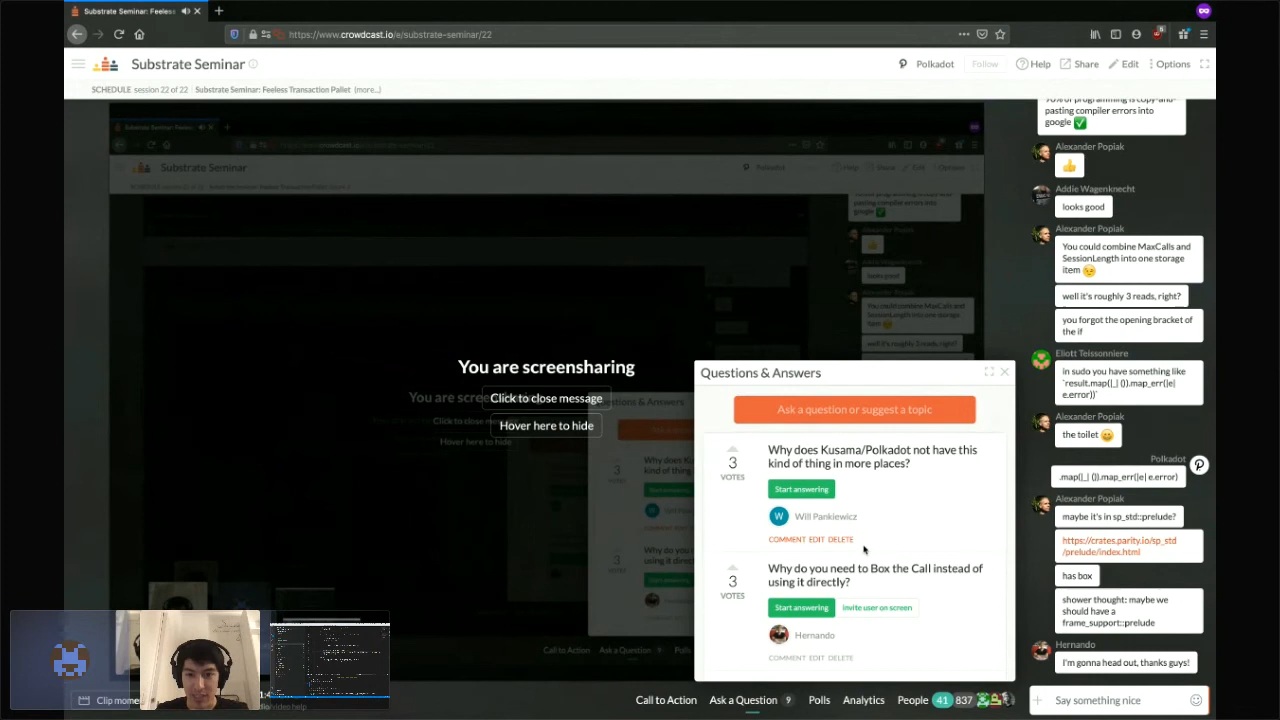 Substrate Seminar: Feeless
https://www.crowdcast.io/e/substrate-seminar/22
Substrate Seminar
Polkadot
Follow
Help
Share
Edit
Options
SCHEDULE session 22 of 22
Substrate Seminar: Feeless Transaction Pallet (more...)
Substrate Seminar
You are screensharing
Click to close message
Hover here to hide
Questions & Answers
Ask a question or suggest a topic
3
VOTES
Why does Kusama/Polkadot not have this
kind of thing in more places?
Start answering
W
Will Pankiewicz
COMMENT EDIT DELETE
3
VOTES
Why do you need to Box the Call instead of
using it directly?
Start answering
Invite user on screen
Hernando
COMMENT EDIT DELETE
of programming is copy-and-
pasting compiler errors into
google ✅
Alexander Popiak
👍
Addie Wagenknecht
looks good
Alexander Popiak
You could combine MaxCalls and
SessionLength into one storage
item 😉
well it's roughly 3 reads, right?
you forgot the opening bracket of
the if
Eliott Teissonniere
in sudo you have something like
`result.map(|_| ()).map_err(|e|
e.error))`
Alexander Popiak
the toilet 😄
Polkadot
.map(|_| ()).map_err(|e| e.error)
Alexander Popiak
maybe it's in sp_std::prelude?
https://crates.parity.io/sp_std
/prelude/index.html
has box
shower thought: maybe we
should have a
frame_support::prelude
Hernando
I'm gonna head out, thanks guys!
Clip mome
Call to Action
Ask a Question 9
Polls
Analytics
People 41 837
Say something nice